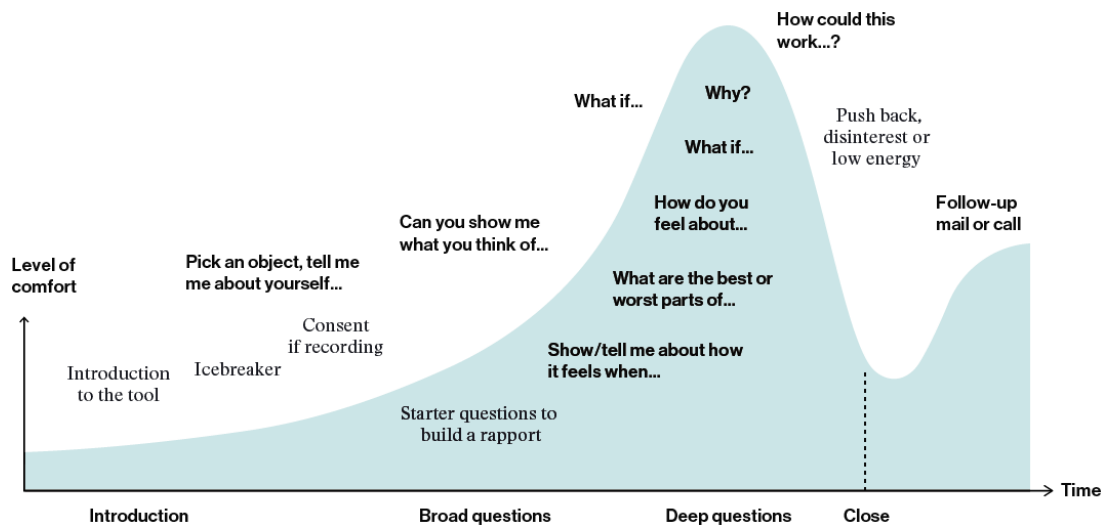 How could this
work...?
What if...
Why?
Push back,
disinterest or
low energy
What if...
How do you
feel about...
Follow-up
mail or call
Can you show me
what you think of...
Level of
comfort
Pick an object, tell me
me about yourself...
What are the best or
worst parts of...
Consent
if recording
Introduction
to the tool
Icebreaker
Show/tell me about how
it feels when...
Starter questions to
build a rapport
Time
Introduction
Broad questions
Deep questions
Close